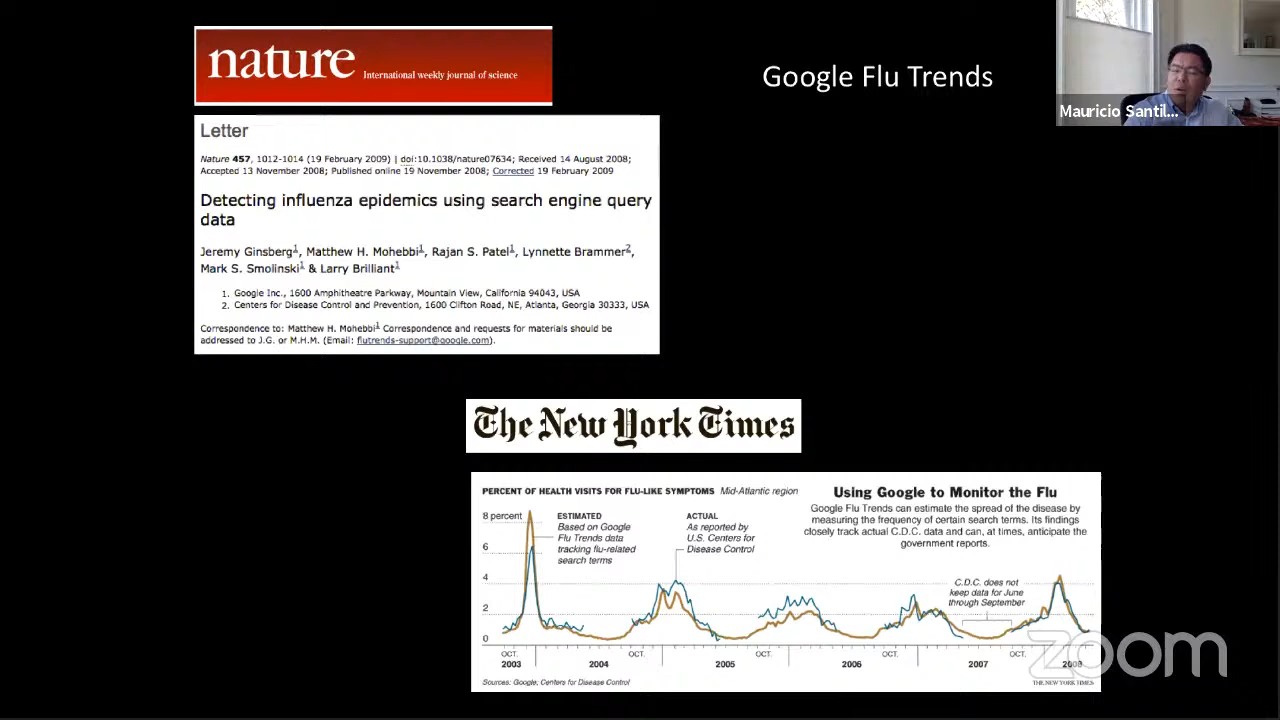 nature International weekly journal of science
Google Flu Trends
Mauricio Santil...
Letter
Nature 457, 1012-1014 (19 February 2009) | doi:10.1038/nature07634; Received 14 August 2008;
Accepted 13 November 2008; Published online 19 November 2008; Corrected 19 February 2009
Detecting influenza epidemics using search engine query
data
Jeremy Ginsberg1, Matthew H. Mohebbi1, Rajan S. Patel1, Lynnette Brammer2,
Mark S. Smolinski1 & Larry Brilliant1
1. Google Inc., 1600 Amphitheatre Parkway, Mountain View, California 94043, USA
2. Centers for Disease Control and Prevention, 1600 Clifton Road, NE, Atlanta, Georgia 30333, USA
Correspondence to: Matthew H. Mohebbi1 Correspondence and requests for materials should be
addressed to J.G. or M.H.M. (Email: flutrends-support@google.com).
The New York Times
PERCENT OF HEALTH VISITS FOR FLU-LIKE SYMPTOMS Mid-Atlantic region
Using Google to Monitor the Flu
Google Flu Trends can estimate the spread of the disease by
measuring the frequency of certain search terms. Its findings
closely track actual C.D.C. data and can, at times, anticipate the
government reports.
8 percent
6
4
2
0
ESTIMATED
Based on Google
Flu Trends data
tracking flu-related
search terms
ACTUAL
As reported by
U.S. Centers for
Disease Control
C.D.C. does not
keep data for June
through September
OCT. OCT. OCT. OCT. OCT.
2003 2004 2005 2006 2007 2008
Sources: Google; Centers for Disease Control
THE NEW YORK TIMES
zoom